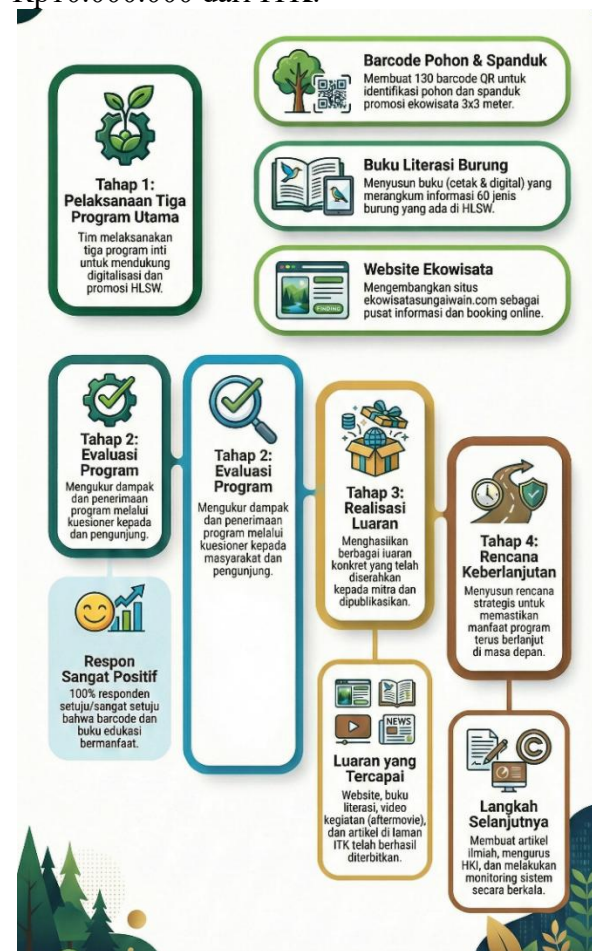 Rp10.000.000 dari ITK.
Tahap 1:
Pelaksanaan Tiga
Program Utama
Tim melaksanakan
tiga program inti
untuk mendukung
digitalisasi dan
promosi HLSW.
Barcode Pohon & Spanduk
Membuat 130 barcode QR untuk
identifikasi pohon dan spanduk
promosi ekowisata 3x3 meter.
Buku Literasi Burung
Menyusun buku (cetak & digital) yang
merangkum informasi 60 jenis
burung yang ada di HLSW.
Website Ekowisata
Mengembangkan situs
ekowisatasungaiwain.com sebagai
pusat informasi dan booking online.
Tahap 2:
Evaluasi
Program
Mengukur dampak
dan penerimaan
program melalui
kuesioner kepada
dan pengunjung.
Respon
Sangat Positif
100% responden
setuju/sangat setuju
bahwa barcode dan
buku edukasi
bermanfaat.
Tahap 2:
Evaluasi
Program
Mengukur dampak
dan penerimaan
program melalui
kuesioner kepada
masyarakat dan
pengunjung.
Tahap 3:
Realisasi
Luaran
Menghasiikan
berbagai iuaran
konkret yang telah
diserahkan
kepada mitra dan
dipublikasikan.
NEWS
Luaran yang
Tercapai
Website, buku
literasi, video
kegiatan (aftermovie),
dan artikel di laman
ITK telah berhasil
diterbitkan.
Tahap 4:
Rencana
Keberlanjutan
Menyusun rencana
strategis untuk
memastikan
manfaat program
terus berlanjut
di masa depan.
Langkah
Selanjutnya
Membuat artikel
ilmiah, mengurus
HKI, dan melakukan
monitoring sistem
secara berkala.